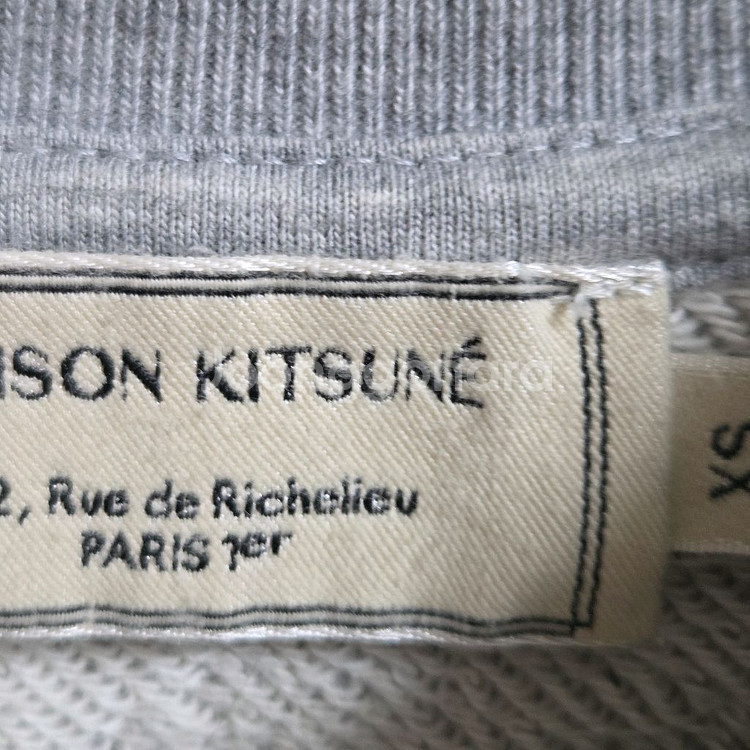 ISON KITSUNÉ
2, Rue de Richelieu
PARIS 1er
XS